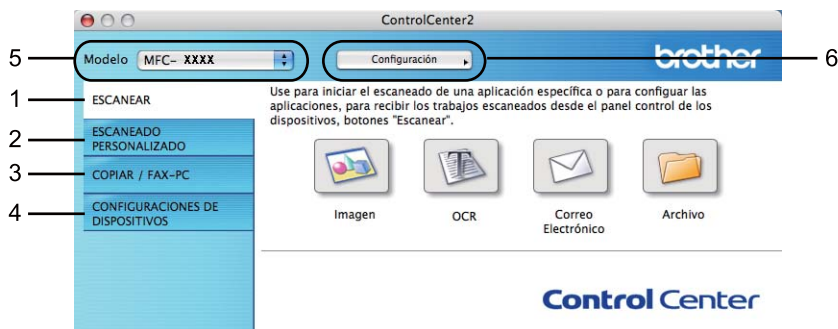 ControlCenter2
5
Modelo
MFC- XXXX
Configuración
brother
6
1
ESCANEAR
2
ESCANEADO
PERSONALIZADO
3
COPIAR / FAX-PC
4
CONFIGURACIONES DE
DISPOSITIVOS
Use para iniciar el escaneado de una aplicación específica o para configuar las
aplicaciones, para recibir los trabajos escaneados desde el panel control de los
dispositivos, botones "Escanear".
Imagen
OCR
Correo
Electrónico
Archivo
Control Center